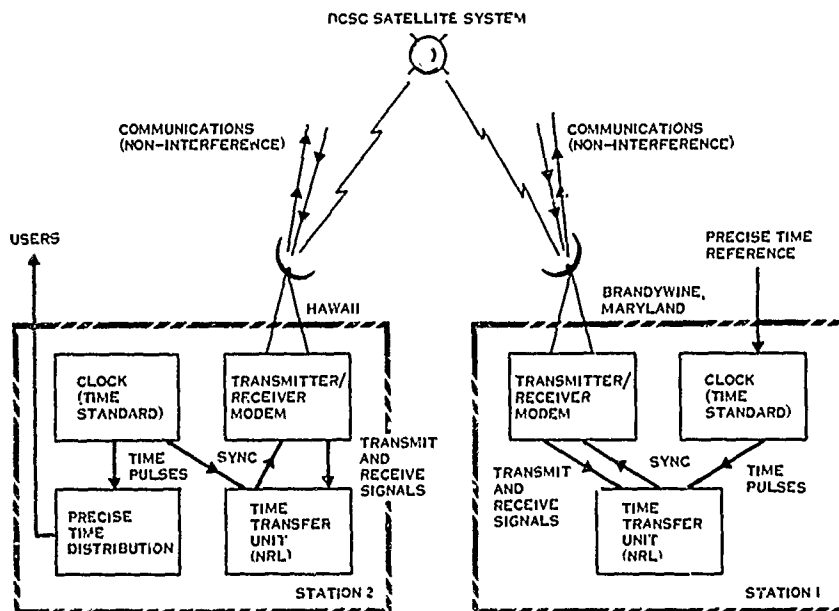 DCSC SATELLITE SYSTEM
COMMUNICATIONS
(NON-INTERFERENCE)
COMMUNICATIONS
(NON-INTERFERENCE)
USERS
PRECISE TIME
REFERENCE
HAWAII
BRANDYWINE,
MARYLAND
CLOCK
(TIME
STANDARD)
TRANSMITTER/
RECEIVER
MODEM
TIME
PULSES
SYNC
TRANSMIT
AND
RECEIVE
SIGNALS
PRECISE
TIME
DISTRIBUTION
TIME
TRANSFER
UNIT
(NRL)
STATION 2
TRANSMITTER/
RECEIVER
MODEM
CLOCK
(TIME
STANDARD)
TRANSMIT
AND
RECEIVE
SIGNALS
SYNC
TIME
PULSES
TIME
TRANSFER
UNIT
(NRL)
STATION 1